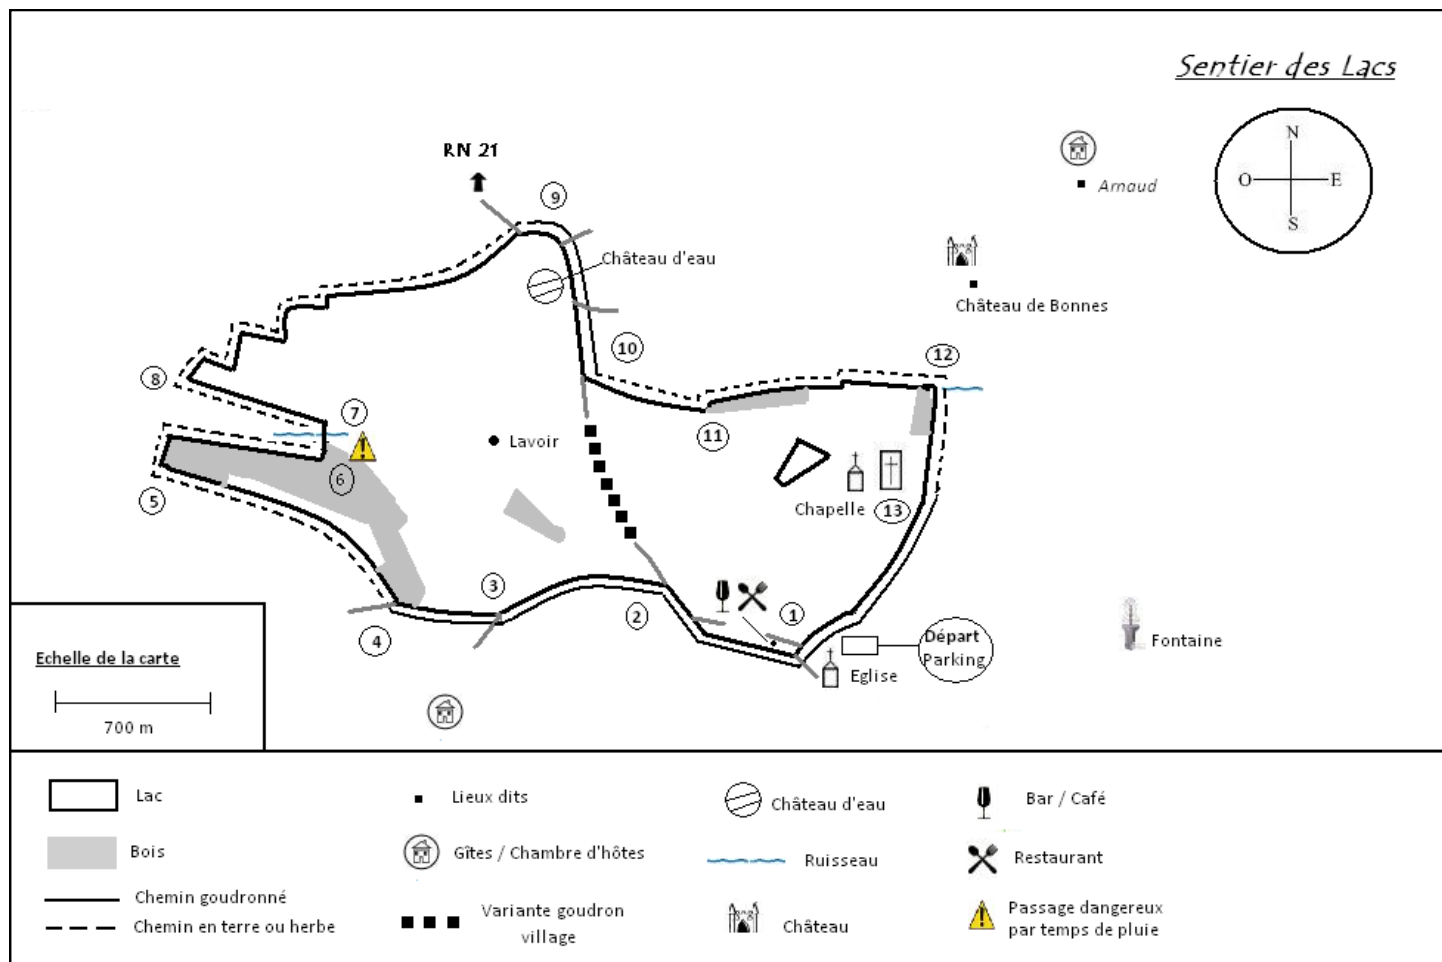 Sentier des Lacs
N
O
E
S
RN 21
Arnaud
9
Château d'eau
Château de Bonnes
10
12
8
7
11
Lavoir
6
5
Chapelle
13
3
2
1
4
Départ
Parking
Fontaine
Eglise
Echelle de la carte
700 m
Lac
Lieux dits
Château d'eau
Bar / Café
Bois
Gîtes / Chambre d'hôtes
Ruisseau
Restaurant
Chemin goudronné
Chemin en terre ou herbe
Variante goudron
village
Château
Passage dangereux
par temps de pluie